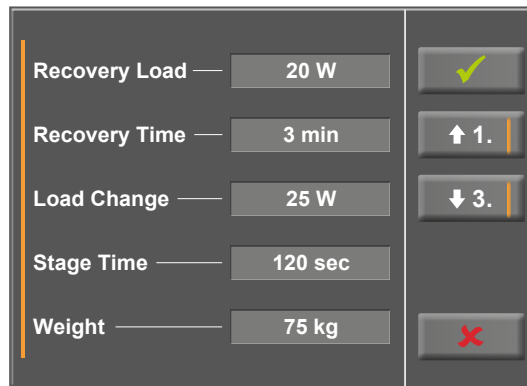 Recovery Load 20 W
Recovery Time 3 min 1.
Load Change 25 W 3.
Stage Time 120 sec
Weight 75 kg